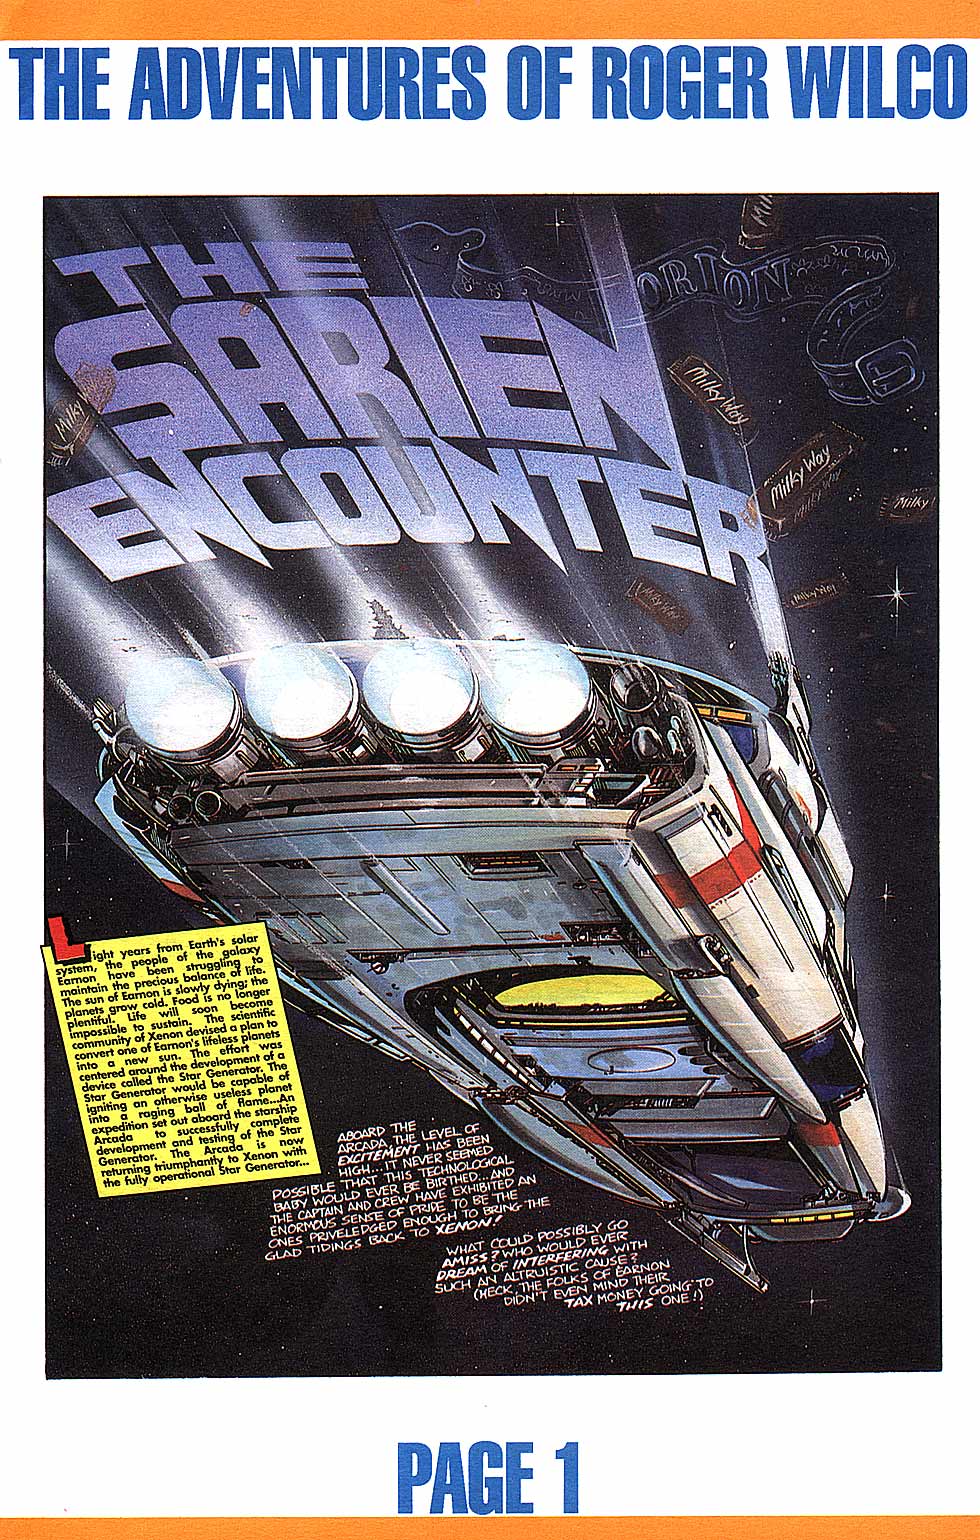 THE ADVENTURES OF ROGER WILCO
Mil
THE
ORION
SARIEN
Milky Way
Milky
ENCOUNTER
Milky Way
Milky Way
Milky
Milky Way
Milky Way
Light years from Earth's solar
system, the people of the galaxy
Earnon have been struggling to
maintain the precious balance of life.
The sun of Earnon is slowly dying; the
planets grow cold. Food is no longer
plentiful. Life will soon become
impossible to sustain. The scientific
community of Xenon devised a plan to
convert one of Earnon's lifeless planets
into a new sun. The effort was
centered around the development of a
device called the Star Generator. The
Star Generator would be capable of
igniting an otherwise useless planet
into a raging ball of flame...An
expedition set out aboard the starship
Arcada to successfully complete
development and testing of the Star
Generator. The Arcada is now
returning triumphantly to Xenon with
the fully operational Star Generator...
ABOARD THE
ARCADA, THE LEVEL OF
EXCITEMENT HAS BEEN
HIGH... IT NEVER SEEMED
POSSIBLE THAT THIS TECHNOLOGICAL
BABY WOULD EVER BE BIRTHED... AND
THE CAPTAIN AND CREW HAVE EXHIBITED AN
ENORMOUS SENSE OF PRIDE TO BE THE
ONES PRIVELEDGED ENOUGH TO BRING THE
GLAD TIDINGS BACK TO XENON!
WHAT COULD POSSIBLY GO
AMISS? WHO WOULD EVER
DREAM OF INTERFERING WITH
SUCH AN ALTRUISTIC CAUSE?
(HECK, THE FOLKS OF EARNON
DIDN'T EVEN MIND THEIR
TAX MONEY GOING TO
THIS ONE!)
PAGE 1